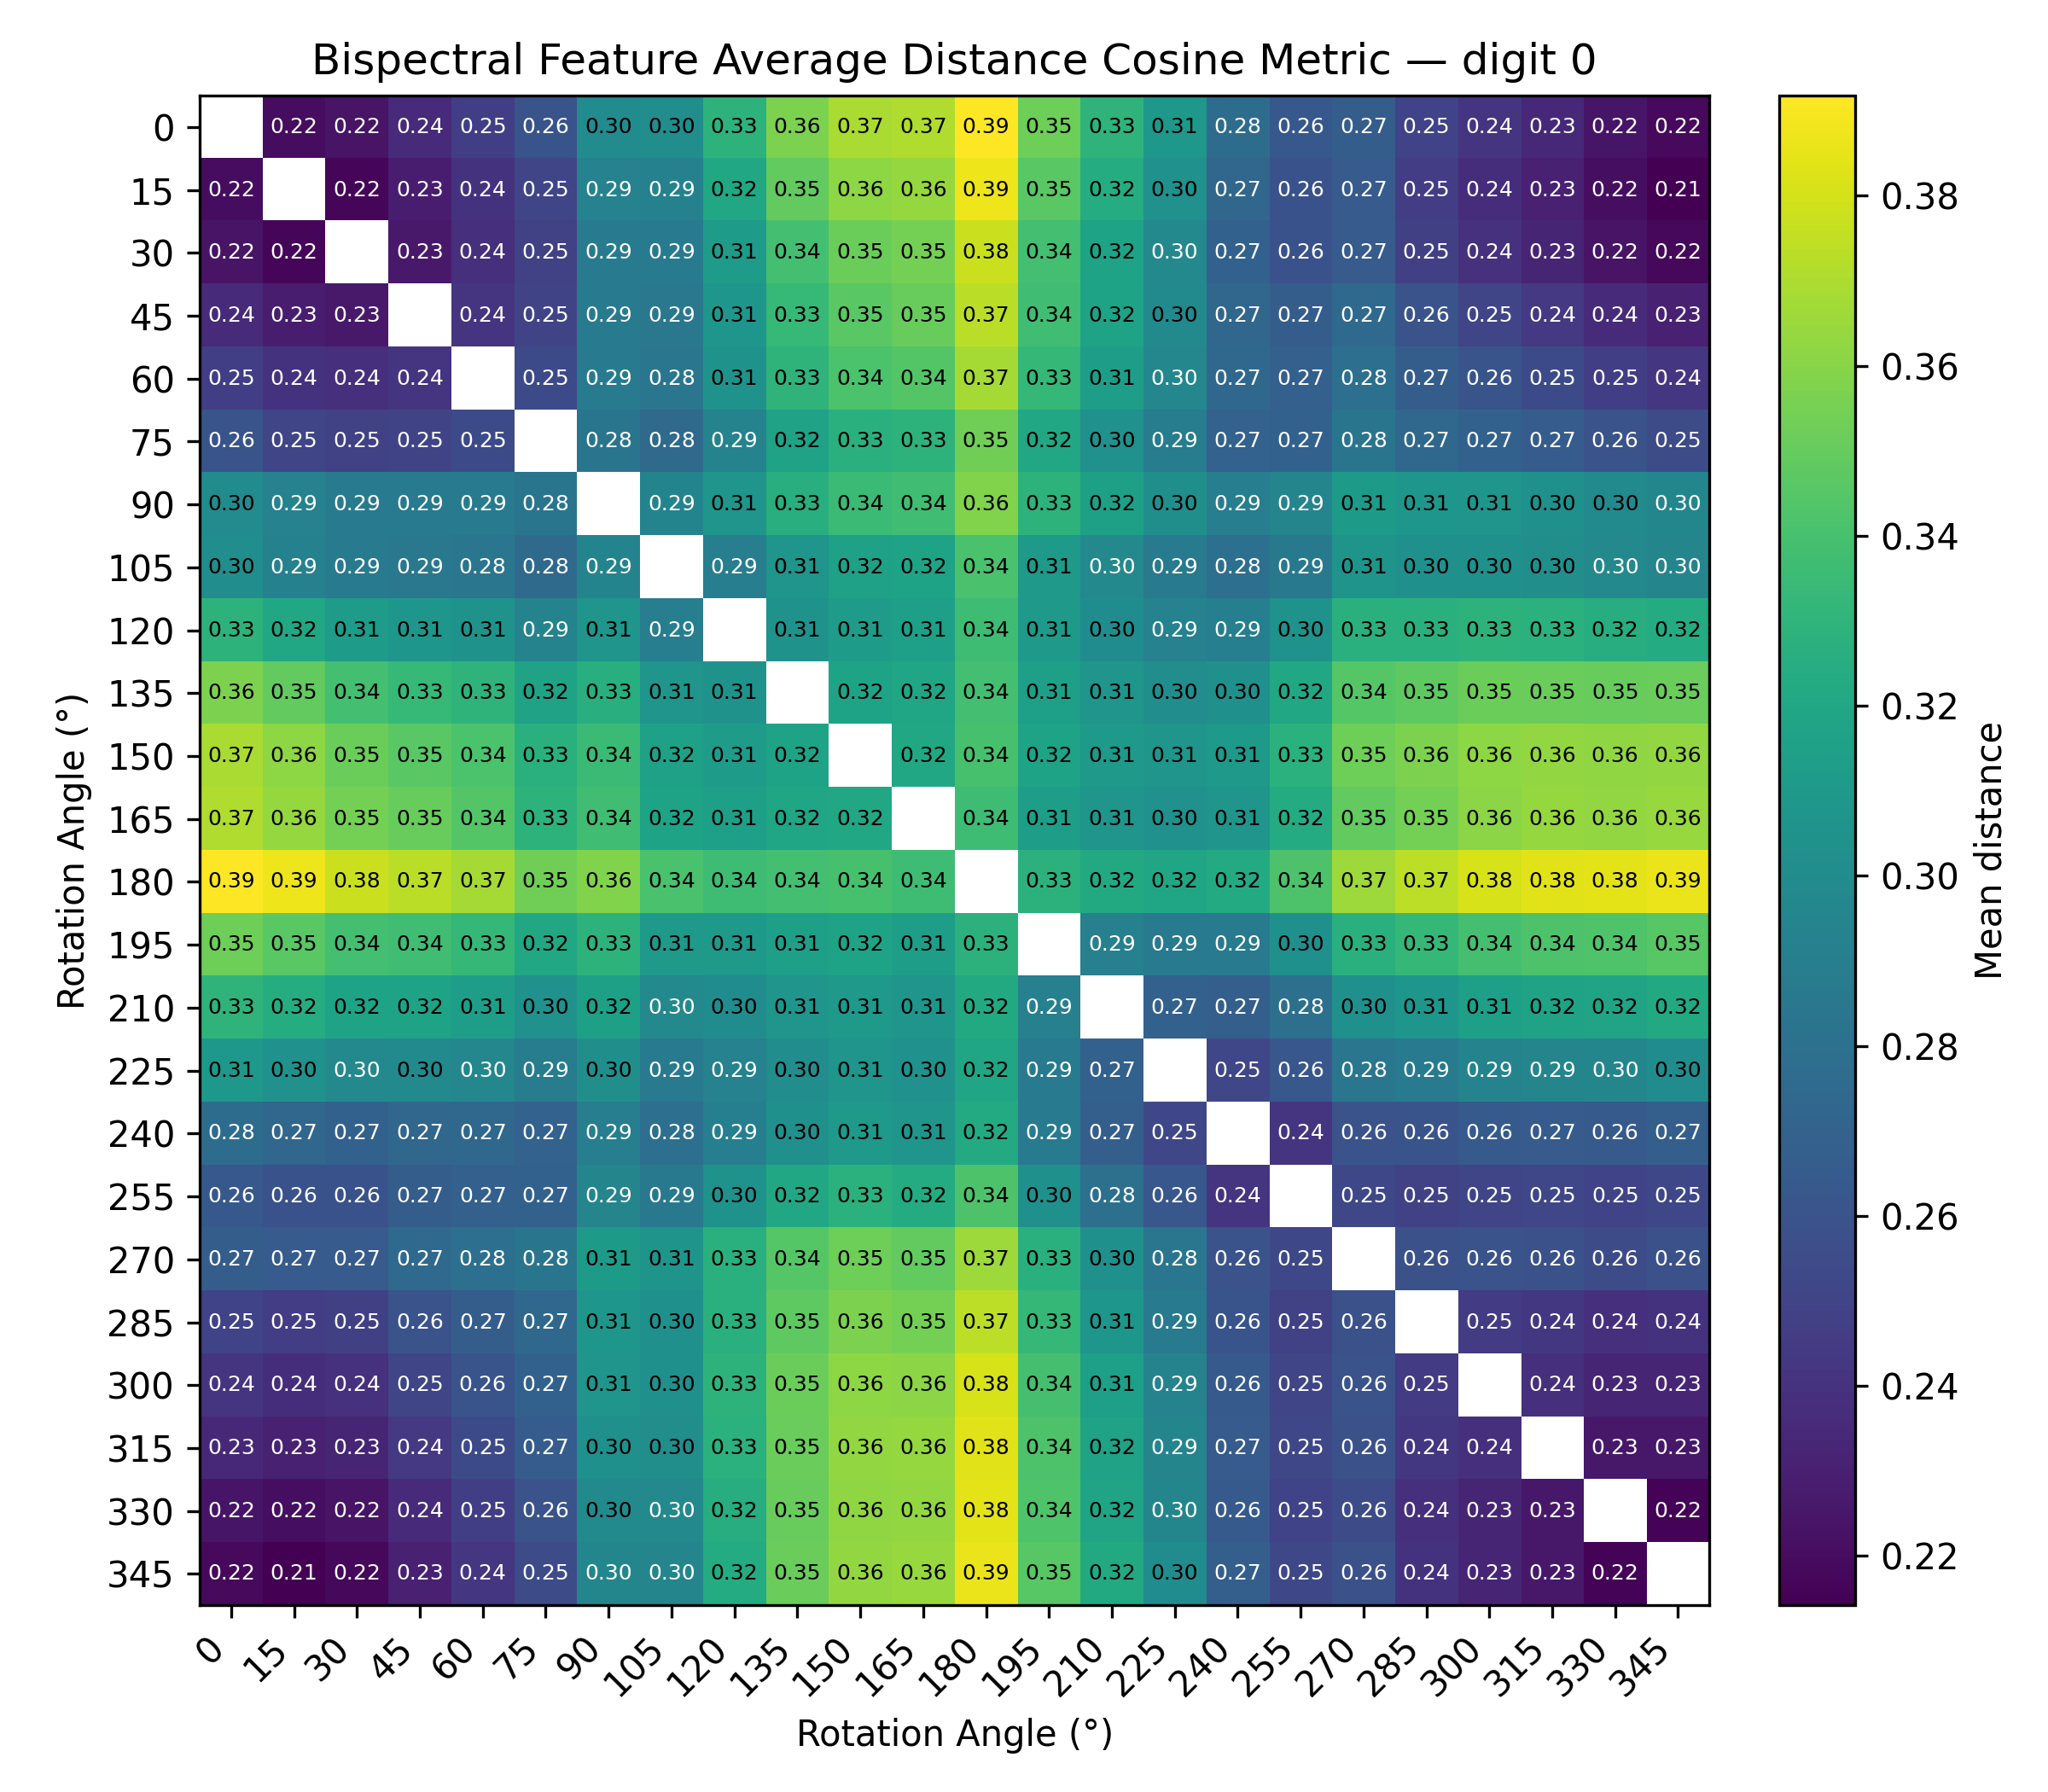 Bispectral Feature Average Distance Cosine Metric — digit 0
0 0.22 0.22 0.24 0.25 0.26 0.30 0.30 0.33 0.36 0.37 0.37 0.39 0.35 0.33 0.31 0.28 0.26 0.27 0.25 0.24 0.23 0.22 0.22
15 0.22 0.22 0.23 0.24 0.25 0.29 0.29 0.32 0.35 0.36 0.36 0.39 0.35 0.32 0.30 0.27 0.26 0.27 0.25 0.24 0.23 0.22 0.21
30 0.22 0.22 0.23 0.24 0.25 0.29 0.29 0.31 0.34 0.35 0.35 0.38 0.34 0.32 0.30 0.27 0.26 0.27 0.25 0.24 0.23 0.22 0.22
45 0.24 0.23 0.23 0.24 0.25 0.29 0.29 0.31 0.33 0.35 0.35 0.37 0.34 0.32 0.30 0.27 0.27 0.27 0.26 0.25 0.24 0.24 0.23
60 0.25 0.24 0.24 0.24 0.25 0.29 0.28 0.31 0.33 0.34 0.34 0.37 0.33 0.31 0.30 0.27 0.27 0.28 0.27 0.26 0.25 0.25 0.24
75 0.26 0.25 0.25 0.25 0.25 0.28 0.28 0.29 0.32 0.33 0.33 0.35 0.32 0.30 0.29 0.27 0.27 0.28 0.27 0.27 0.27 0.26 0.25
90 0.30 0.29 0.29 0.29 0.29 0.28 0.29 0.31 0.33 0.34 0.34 0.36 0.33 0.32 0.30 0.29 0.29 0.31 0.31 0.31 0.30 0.30 0.30
105 0.30 0.29 0.29 0.29 0.28 0.28 0.29 0.29 0.31 0.32 0.32 0.34 0.31 0.30 0.29 0.28 0.29 0.31 0.30 0.30 0.30 0.30 0.30
120 0.33 0.32 0.31 0.31 0.31 0.29 0.31 0.29 0.31 0.31 0.31 0.34 0.31 0.30 0.29 0.29 0.30 0.33 0.33 0.33 0.33 0.32 0.32
135 0.36 0.35 0.34 0.33 0.33 0.32 0.33 0.31 0.31 0.32 0.32 0.34 0.31 0.31 0.30 0.30 0.32 0.34 0.35 0.35 0.35 0.35 0.35
150 0.37 0.36 0.35 0.35 0.34 0.33 0.34 0.32 0.31 0.32 0.32 0.34 0.32 0.31 0.31 0.31 0.33 0.35 0.36 0.36 0.36 0.36 0.36
165 0.37 0.36 0.35 0.35 0.34 0.33 0.34 0.32 0.31 0.32 0.32 0.34 0.31 0.31 0.30 0.31 0.32 0.35 0.35 0.36 0.36 0.36 0.36
180 0.39 0.39 0.38 0.37 0.37 0.35 0.36 0.34 0.34 0.34 0.34 0.34 0.33 0.32 0.32 0.32 0.34 0.37 0.37 0.38 0.38 0.38 0.39
195 0.35 0.35 0.34 0.34 0.33 0.32 0.33 0.31 0.31 0.31 0.32 0.31 0.33 0.29 0.29 0.29 0.30 0.33 0.33 0.34 0.34 0.34 0.35
210 0.33 0.32 0.32 0.32 0.31 0.30 0.32 0.30 0.30 0.31 0.31 0.31 0.32 0.29 0.27 0.27 0.28 0.30 0.31 0.31 0.32 0.32 0.32
225 0.31 0.30 0.30 0.30 0.30 0.29 0.30 0.29 0.29 0.30 0.31 0.30 0.32 0.29 0.27 0.25 0.26 0.28 0.29 0.29 0.29 0.30 0.30
240 0.28 0.27 0.27 0.27 0.27 0.27 0.29 0.28 0.29 0.30 0.31 0.31 0.32 0.29 0.27 0.25 0.24 0.26 0.26 0.26 0.27 0.26 0.27
255 0.26 0.26 0.26 0.27 0.27 0.27 0.29 0.29 0.30 0.32 0.33 0.32 0.34 0.30 0.28 0.26 0.24 0.25 0.25 0.25 0.25 0.25 0.25
270 0.27 0.27 0.27 0.27 0.28 0.28 0.31 0.31 0.33 0.34 0.35 0.35 0.37 0.33 0.30 0.28 0.26 0.25 0.26 0.26 0.26 0.26 0.26
285 0.25 0.25 0.25 0.26 0.27 0.27 0.31 0.30 0.33 0.35 0.36 0.35 0.37 0.33 0.31 0.29 0.26 0.25 0.26 0.25 0.24 0.24 0.24
300 0.24 0.24 0.24 0.25 0.26 0.27 0.31 0.30 0.33 0.35 0.36 0.36 0.38 0.34 0.31 0.29 0.26 0.25 0.26 0.25 0.24 0.23 0.23
315 0.23 0.23 0.23 0.24 0.25 0.27 0.30 0.30 0.33 0.35 0.36 0.36 0.38 0.34 0.32 0.29 0.27 0.25 0.26 0.24 0.24 0.23 0.23
330 0.22 0.22 0.22 0.24 0.25 0.26 0.30 0.30 0.32 0.35 0.36 0.36 0.38 0.34 0.32 0.30 0.26 0.25 0.26 0.24 0.23 0.23 0.22
345 0.22 0.21 0.22 0.23 0.24 0.25 0.30 0.30 0.32 0.35 0.36 0.36 0.39 0.35 0.32 0.30 0.27 0.25 0.26 0.24 0.23 0.23 0.22
0 15 30 45 60 75 90 105 120 135 150 165 180 195 210 225 240 255 270 285 300 315 330 345
Rotation Angle (°)
Rotation Angle (°)
0.38
0.36
0.34
0.32
0.30
0.28
0.26
0.24
0.22
Mean distance